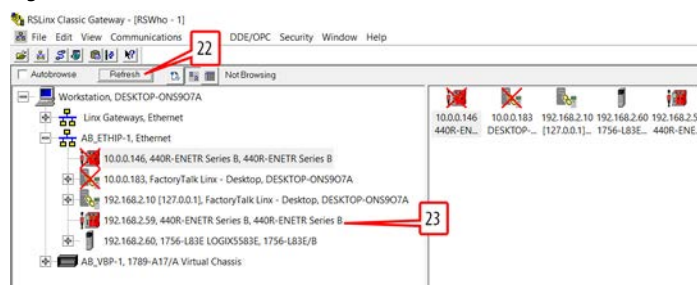 RSLinx Classic Gateway - [RSWho - 1]
File Edit View Communications DDE/OPC Security Window Help
22
Autobrowse Refresh Not Browsing
Workstation, DESKTOP-ONS9O7A
Linx Gateways, Ethernet
AB_ETHIP-1, Ethernet
10.0.0.146, 440R-ENETR Series B, 440R-ENETR Series B
10.0.0.183, FactoryTalk Linx - Desktop, DESKTOP-ONS9O7A
192.168.2.10 [127.0.0.1], FactoryTalk Linx - Desktop, DESKTOP-ONS9O7A
192.168.2.59, 440R-ENETR Series B, 440R-ENETR Series B
23
192.168.2.60, 1756-L83E LOGIX5583E, 1756-L83E/B
AB_VBP-1, 1789-A17/A Virtual Chassis
10.0.0.146 10.0.0.183 192.168.2.10 192.168.2.60 192.168.2.5
440R-EN... DESKTOP-... [127.0.0.1]... 1756-L83E... 440R-ENE.